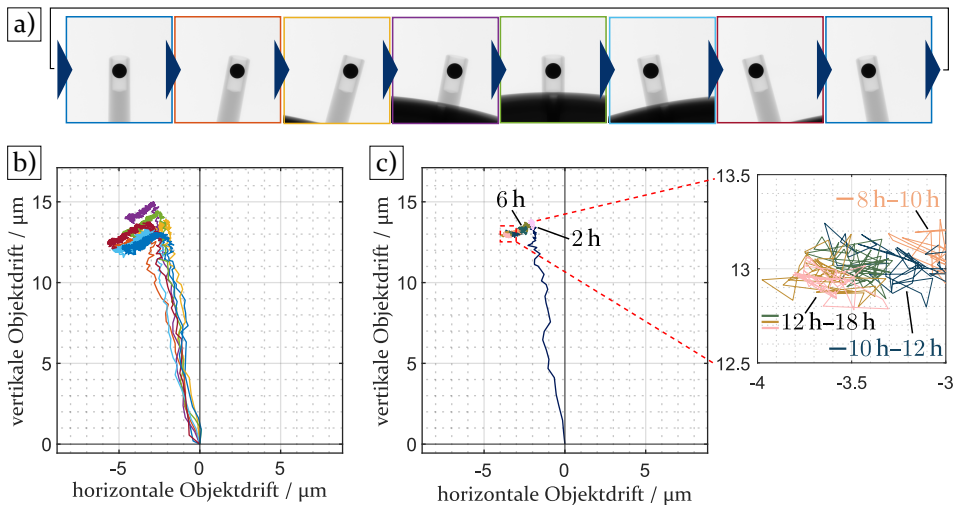 a)
b)
vertikale Objektdrift / µm
15
10
5
0
-5
0
5
horizontale Objektdrift / µm
c)
vertikale Objektdrift / µm
15
10
5
0
-5
0
5
horizontale Objektdrift / µm
6 h
2 h
13.5
13
12.5
-4
-3.5
-3
8 h–10 h
12 h–18 h
10 h–12 h